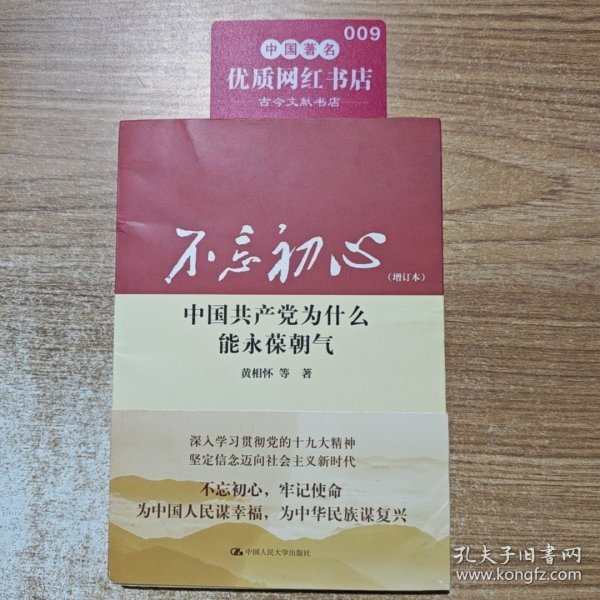 009
中国著名
优质网红书店
古今文献书店
不忘初心
(增订本)
中国共产党为什么
能永葆朝气
黄相怀 等 著
深入学习贯彻党的十九大精神
坚定信念迈向社会主义新时代
不忘初心，牢记使命
为中国人民谋幸福，为中华民族谋复兴
中国人民大学出版社
孔夫子旧书网
www.kongfz.com